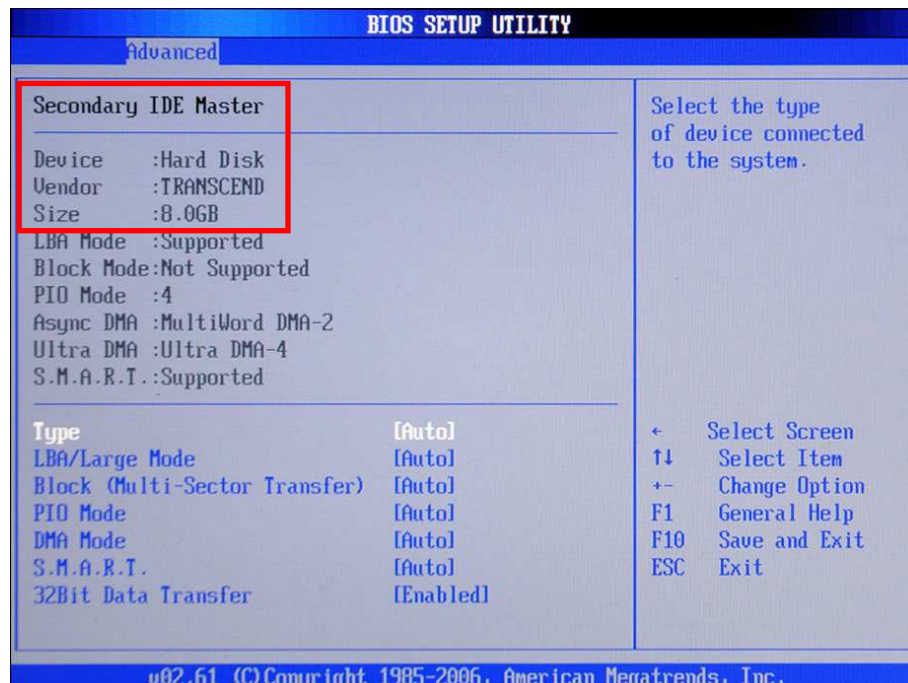 BIOS SETUP UTILITY
Advanced
Secondary IDE Master
Device :Hard Disk
Vendor :TRANSCEND
Size :8.0GB
LBA Mode :Supported
Block Mode:Not Supported
PIO Mode :4
Async DMA :MultiWord DMA-2
Ultra DMA :Ultra DMA-4
S.M.A.R.T.:Supported
Type [Auto]
LBA/Large Mode [Auto]
Block (Multi-Sector Transfer) [Auto]
PIO Mode [Auto]
DMA Mode [Auto]
S.M.A.R.T. [Auto]
32Bit Data Transfer [Enabled]
Select the type
of device connected
to the system.
← Select Screen
↑↓ Select Item
+- Change Option
F1 General Help
F10 Save and Exit
ESC Exit
v02.61 (C)Copyright 1985-2006, American Megatrends, Inc.